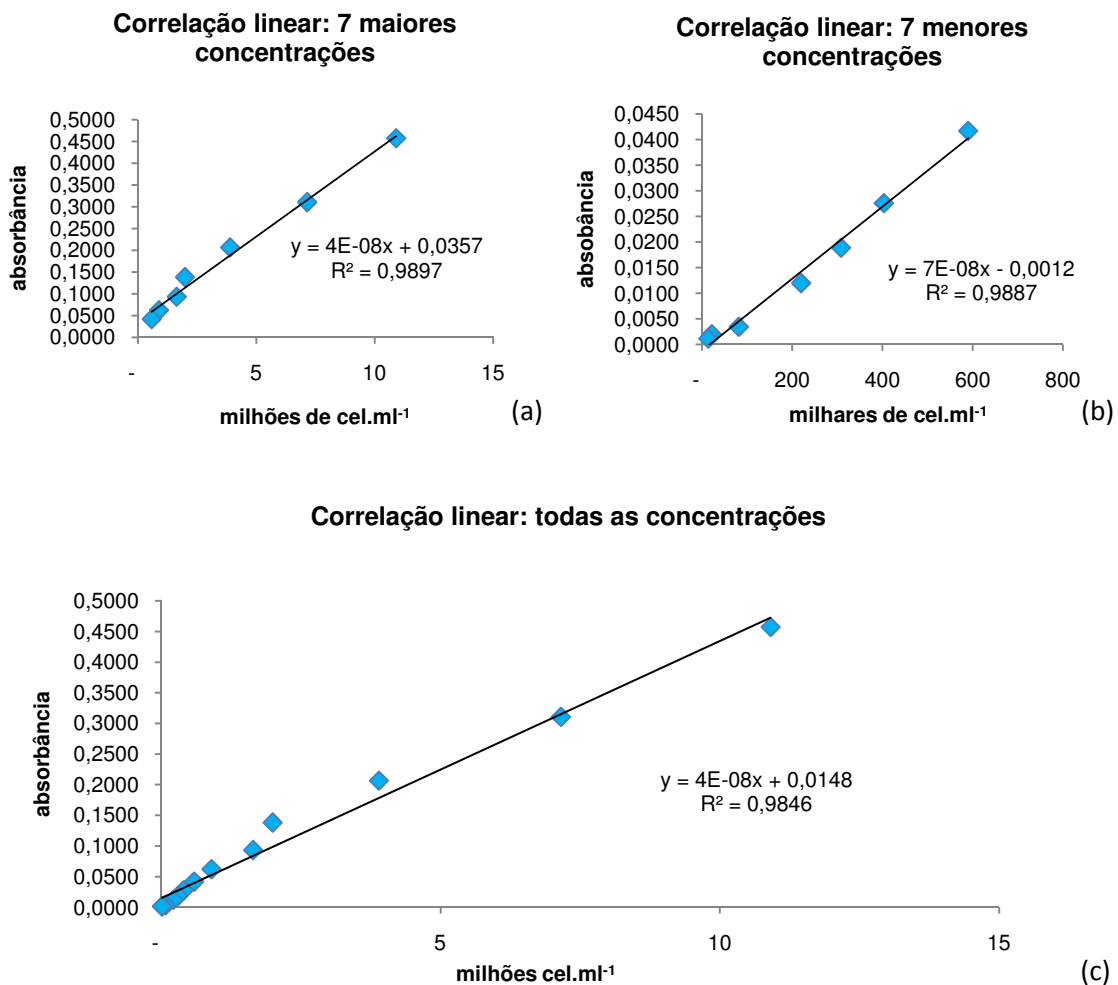 Correlação linear: 7 maiores
concentrações
0,5000
0,4500
0,4000
0,3500
0,3000
0,2500
0,2000
0,1500
0,1000
0,0500
0,0000
absorbância
y = 4E-08x + 0,0357
R² = 0,9897
- 5 10 15
milhões de cel.ml⁻¹
(a)
Correlação linear: 7 menores
concentrações
0,0450
0,0400
0,0350
0,0300
0,0250
0,0200
0,0150
0,0100
0,0050
0,0000
absobância
y = 7E-08x - 0,0012
R² = 0,9887
- 200 400 600 800
milhares de cel.ml⁻¹
(b)
Correlação linear: todas as concentrações
0,5000
0,4500
0,4000
0,3500
0,3000
0,2500
0,2000
0,1500
0,1000
0,0500
0,0000
absorbância
y = 4E-08x + 0,0148
R² = 0,9846
- 5 10 15
milhões cel.ml⁻¹
(c)